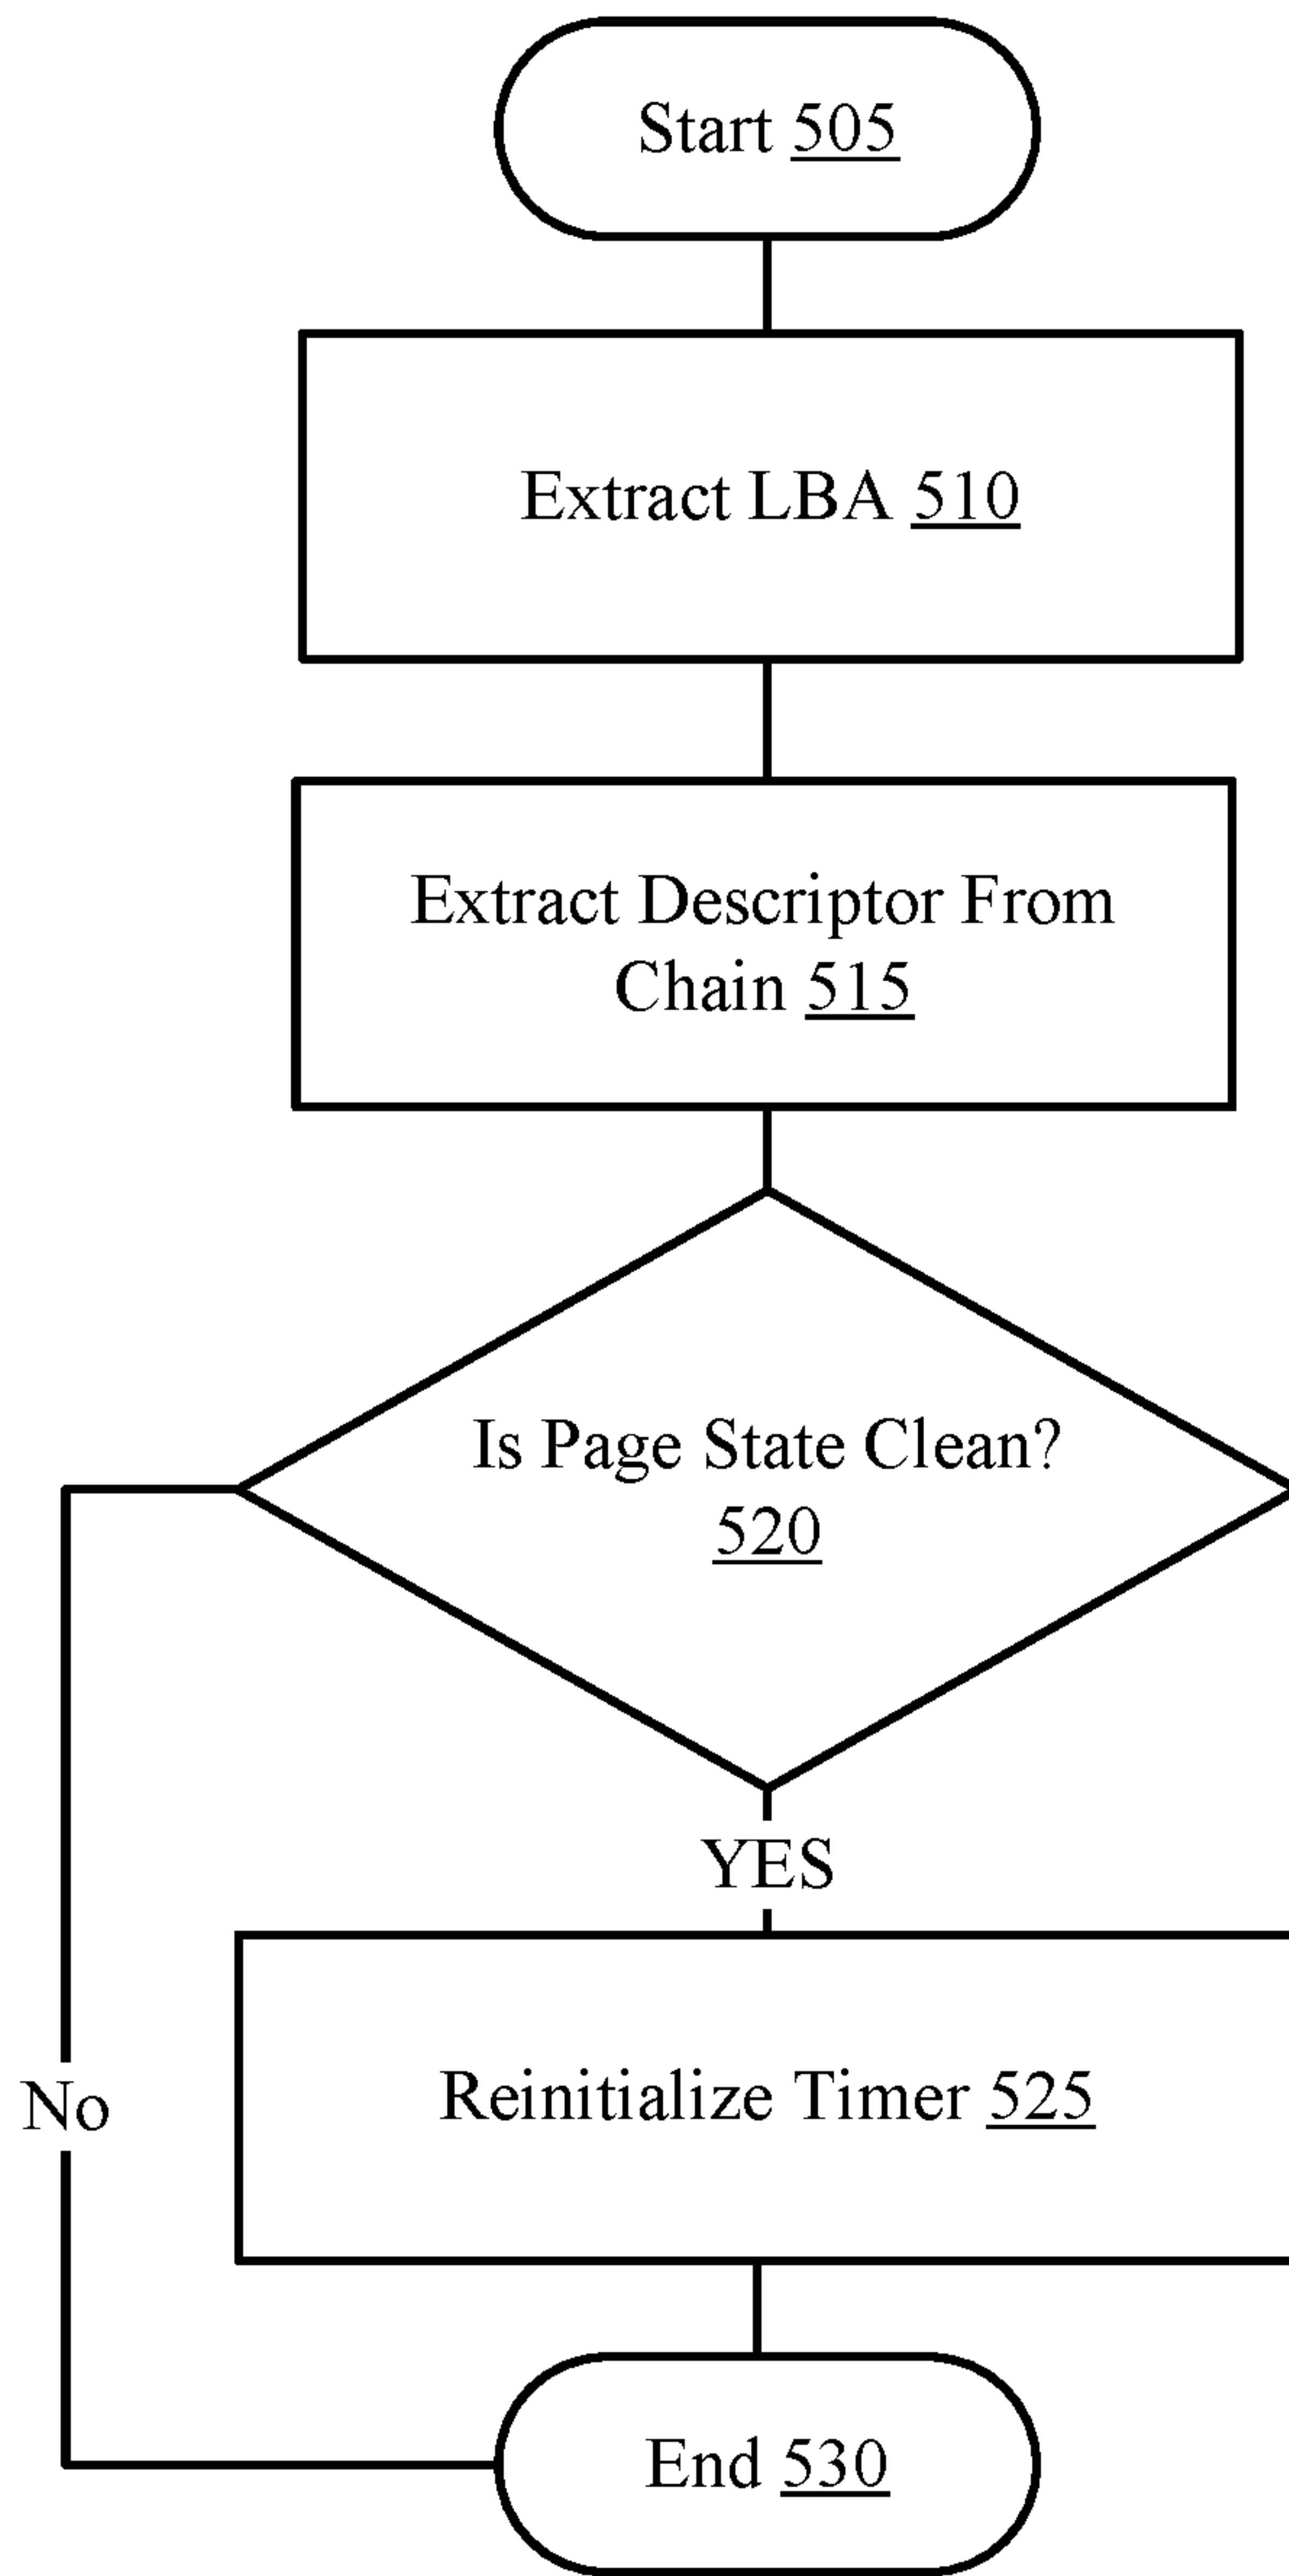 Start 505
Extract LBA 510
Extract Descriptor From
Chain 515
Is Page State Clean?
520
YES
Reinitialize Timer 525
No
End 530